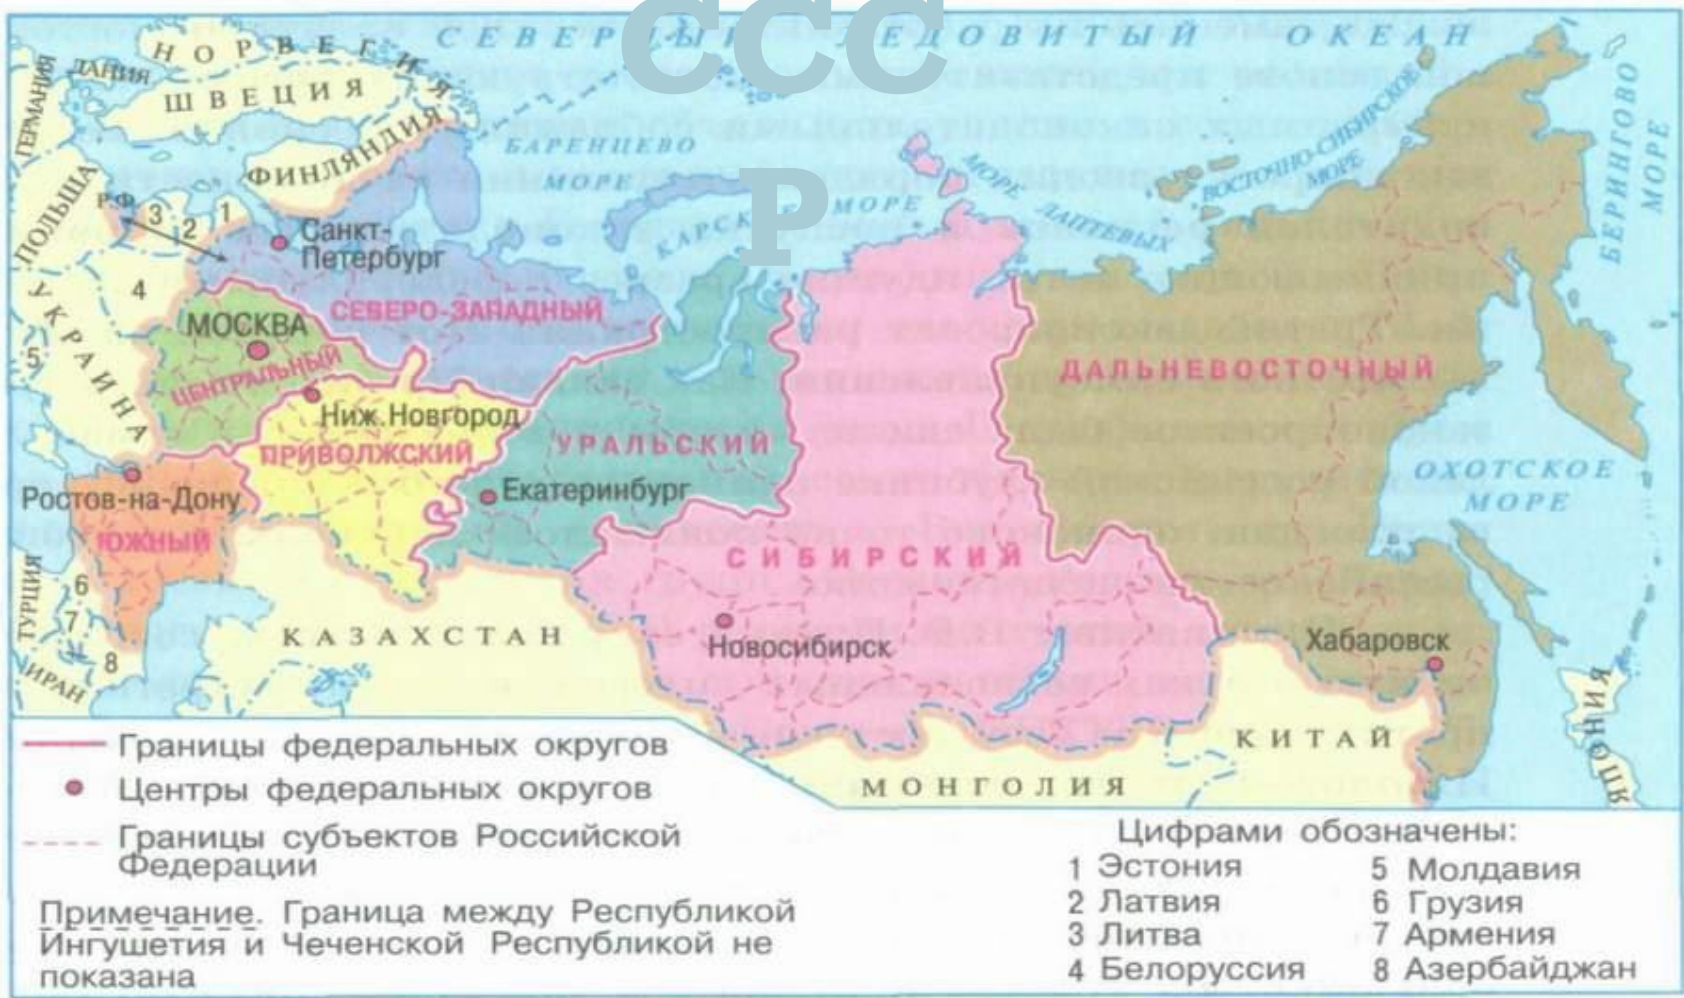 ССС
Р
СЕВЕРНЫЙ ЛЕДОВИТЫЙ ОКЕАН
НОРВЕГИЯ
ДАНИЯ
ШВЕЦИЯ
ГЕРМАНИЯ
ФИНЛЯНДИЯ
ПОЛЬША
БАРЕНЦЕВО
МОРЕ
КАРСКОЕ МОРЕ
МОРЕ ЛАПТЕВЫХ
ВОСТОЧНО-СИБИРСКОЕ
МОРЕ
БЕРИНГОВО
МОРЕ
Р.Ф.
3
2
1
Санкт-
Петербург
4
УКРАИНА
5
МОСКВА
СЕВЕРО-ЗАПАДНЫЙ
ЦЕНТРАЛЬНЫЙ
Ниж.Новгород
ПРИВОЛЖСКИЙ
УРАЛЬСКИЙ
ДАЛЬНЕВОСТОЧНЫЙ
Екатеринбург
ОХОТСКОЕ
МОРЕ
Ростов-на-Дону
ЮЖНЫЙ
СИБИРСКИЙ
ТУРЦИЯ
6
7
8
ИРАН
КАЗАХСТАН
Новосибирск
Хабаровск
КИТАЙ
МОНГОЛИЯ
ЯПОНИЯ
Границы федеральных округов
Центры федеральных округов
Границы субъектов Российской
Федерации
Примечание. Граница между Республикой
Ингушетия и Чеченской Республикой не
показана
Цифрами обозначены:
1 Эстония
2 Латвия
3 Литва
4 Белоруссия
5 Молдавия
6 Грузия
7 Армения
8 Азербайджан